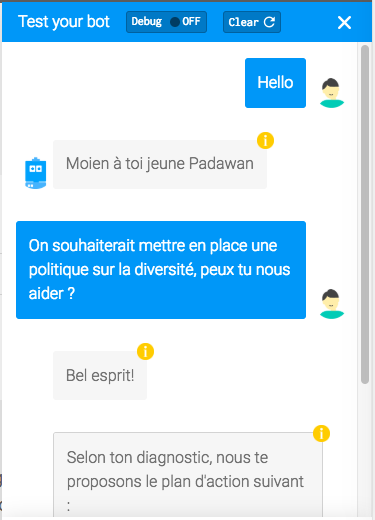 Test your bot
Debug OFF
Clear
Hello
Moien à toi jeune Padawan
On souhaiterait mettre en place une
politique sur la diversité, peux tu nous
aider ?
Bel esprit!
Selon ton diagnostic, nous te
proposons le plan d'action suivant
: